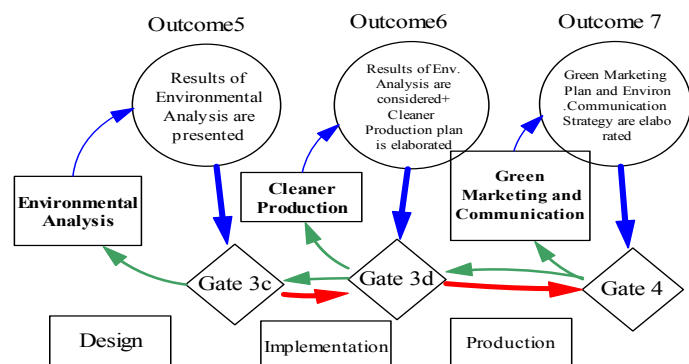 Outcome5
Outcome6
Outcome 7
Results of
Environmental
Analysis are
presented
Results of Env.
Analysis are
considered+
Cleaner
Production plan
is elaborated
Green Marketing
Plan and Environ
.Communication
Strategy are elabo
rated
Environmental
Analysis
Cleaner
Production
Green
Marketing and
Communication
Gate 3c
Gate 3d
Gate 4
Design
Implementation
Production